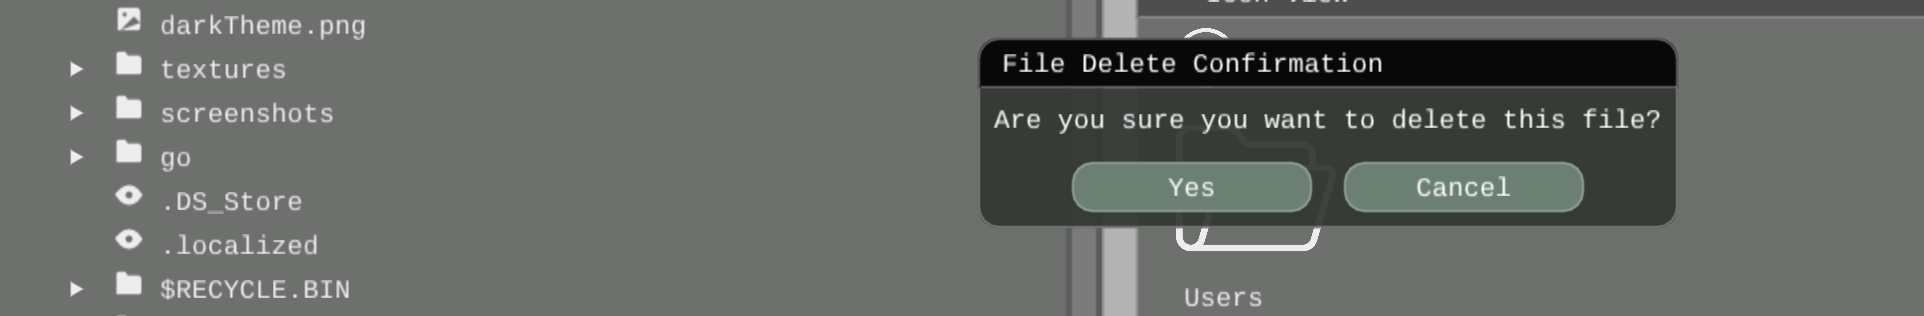 darkTheme.png
textures
screenshots
go
.DS_Store
.localized
$RECYCLE.BIN
File Delete Confirmation
Are you sure you want to delete this file?
Yes
Cancel
Users